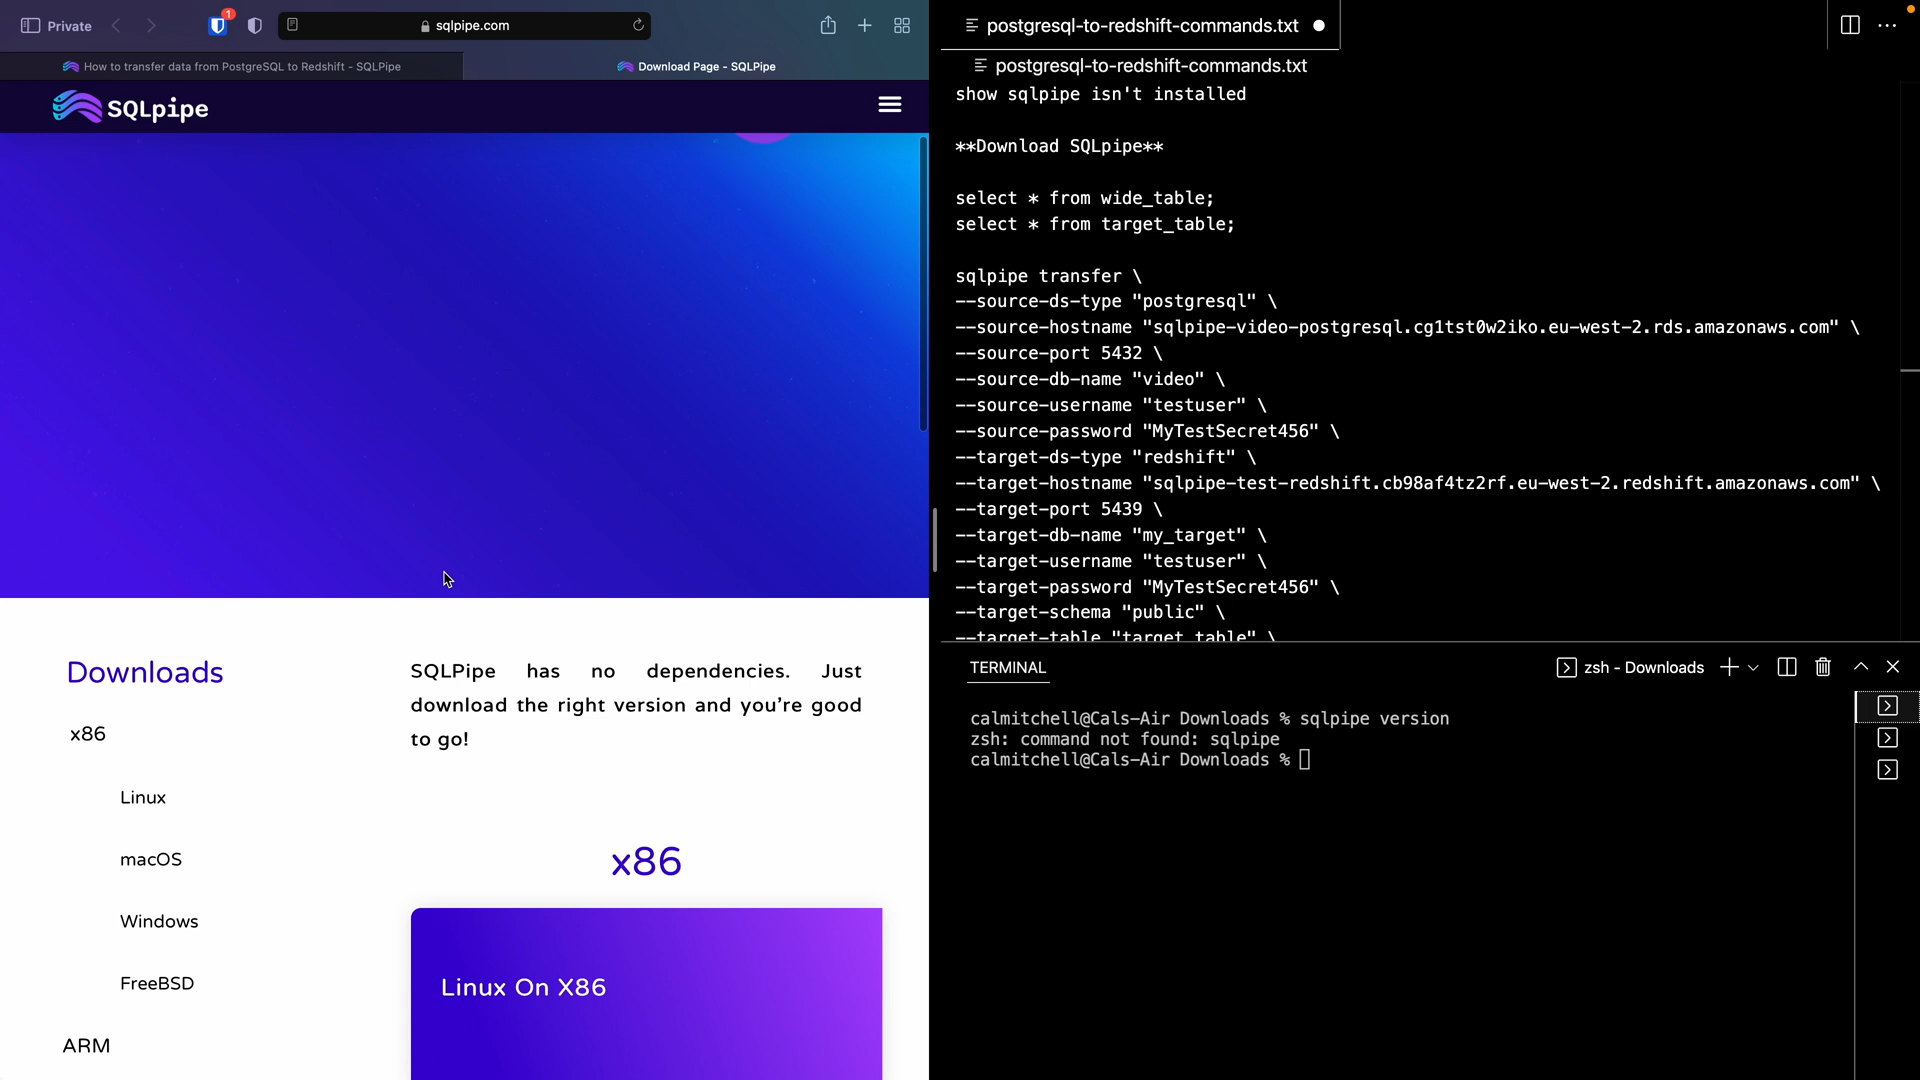 Private
1
sqlpipe.com
How to transfer data from PostgreSQL to Redshift - SQLPipe
Download Page - SQLPipe
SQLpipe
Downloads
x86
Linux
macOS
Windows
FreeBSD
ARM
SQLPipe has no dependencies. Just
download the right version and you're good
to go!
x86
Linux On X86
postgresql-to-redshift-commands.txt
postgresql-to-redshift-commands.txt
show sqlpipe isn't installed
**Download SQLpipe**
select * from wide_table;
select * from target_table;
sqlpipe transfer \
--source-ds-type "postgresql" \
--source-hostname "sqlpipe-video-postgresql.cg1tst0w2iko.eu-west-2.rds.amazonaws.com" \
--source-port 5432 \
--source-db-name "video" \
--source-username "testuser" \
--source-password "MyTestSecret456" \
--target-ds-type "redshift" \
--target-hostname "sqlpipe-test-redshift.cb98af4tz2rf.eu-west-2.redshift.amazonaws.com" \
--target-port 5439 \
--target-db-name "my_target" \
--target-username "testuser" \
--target-password "MyTestSecret456" \
--target-schema "public" \
--target-table "target_table" \
TERMINAL
zsh - Downloads
calmitchell@Cals-Air Downloads % sqlpipe version
zsh: command not found: sqlpipe
calmitchell@Cals-Air Downloads %